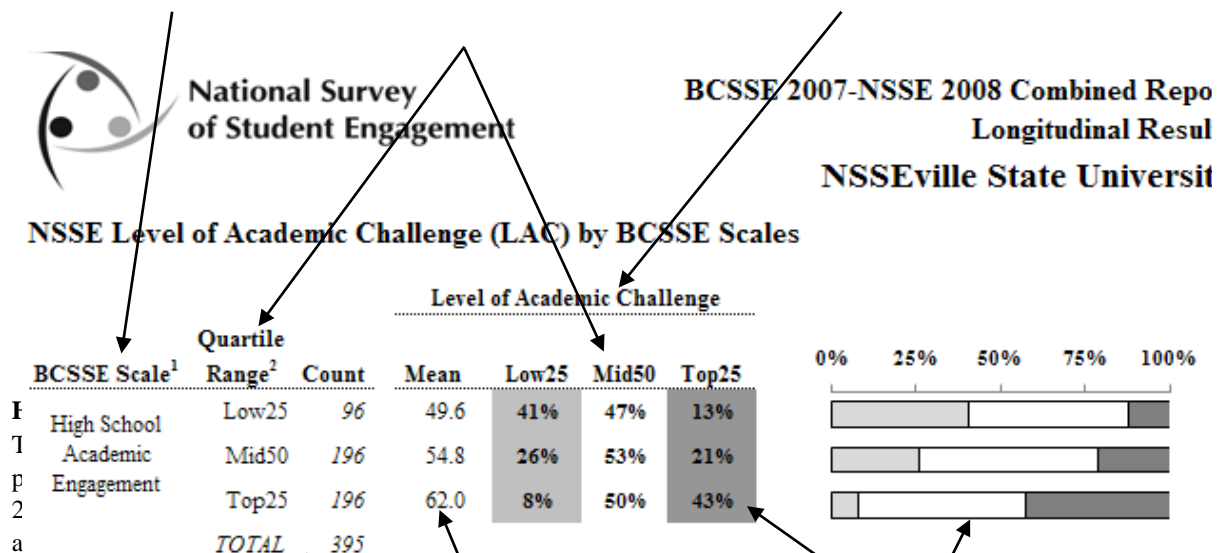 National Survey
of Student Engagement
BCSSE 2007-NSSE 2008 Combined Repo
Longitudinal Resul
NSSEville State Universit
NSSE Level of Academic Challenge (LAC) by BCSSE Scales
Level of Academic Challenge
BCSSE Scale1 Quartile Range2 Count Mean Low25 Mid50 Top25
0% 25% 50% 75% 100%
High School Academic Engagement
Low25 96 49.6 41% 47% 13%
Mid50 196 54.8 26% 53% 21%
Top25 196 62.0 8% 50% 43%
TOTAL 395
T
p
2
a